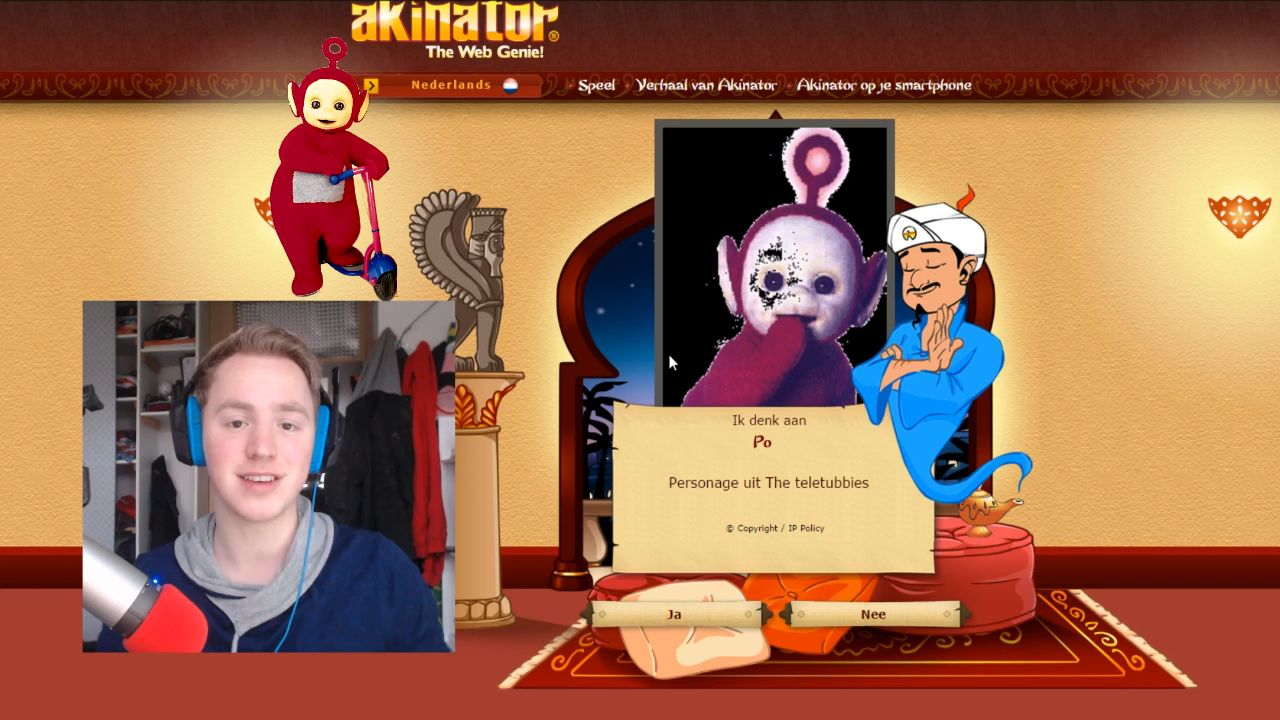 akinator®
The Web Genie!
Nederlands
Speel
Verhaal van Akinator
Akinator op je smartphone
Ik denk aan
Po
Personage uit The teletubbies
© Copyright / IP Policy
Ja
Nee